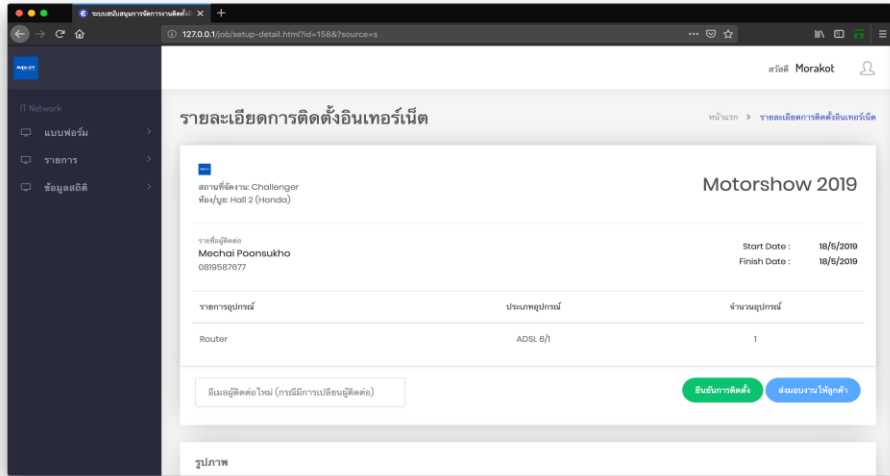 ระบบสนับสนุนการจัดการงานติดตั้ง
127.0.0.1/job/setup-detail.html?id=158&?source=s
สวัสดี Morakot
IT Network
แบบฟอร์ม
รายการ
ข้อมูลสถิติ
รายละเอียดการติดตั้งอินเทอร์เน็ต
หน้าแรก > รายละเอียดการติดตั้งอินเทอร์เน็ต
สถานที่จัดงาน: Challenger
ห้อง/บูธ: Hall 2 (Honda)
Motorshow 2019
รายชื่อผู้ติดต่อ
Mechai Poonsukho
0819587677
Start Date : 18/5/2019
Finish Date : 18/5/2019
รายการอุปกรณ์ ประเภทอุปกรณ์ จำนวนอุปกรณ์
Router ADSL 6/1 1
อีเมลผู้ติดต่อใหม่ (กรณีมีการเปลี่ยนผู้ติดต่อ)
ยืนยันการติดตั้ง ส่งมอบงานให้ลูกค้า
รูปภาพ